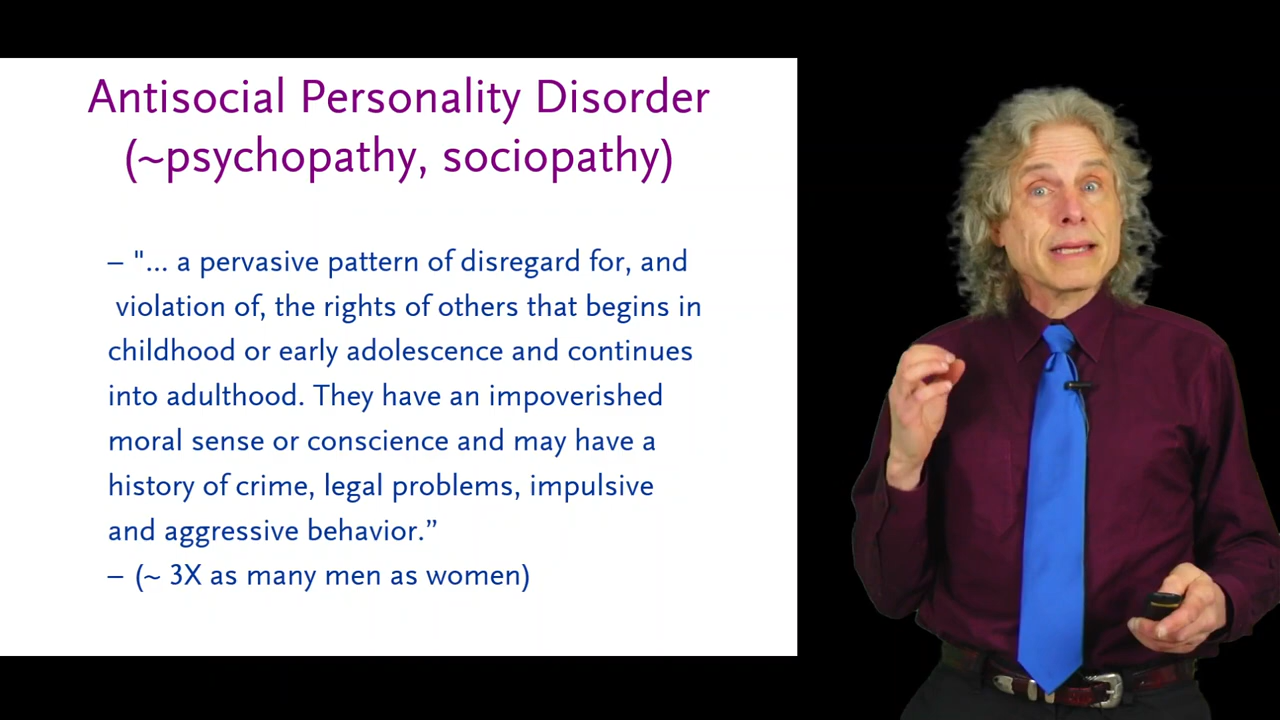 Antisocial Personality Disorder
(~psychopathy, sociopathy)
– "... a pervasive pattern of disregard for, and
violation of, the rights of others that begins in
childhood or early adolescence and continues
into adulthood. They have an impoverished
moral sense or conscience and may have a
history of crime, legal problems, impulsive
and aggressive behavior.”
– (~ 3X as many men as women)